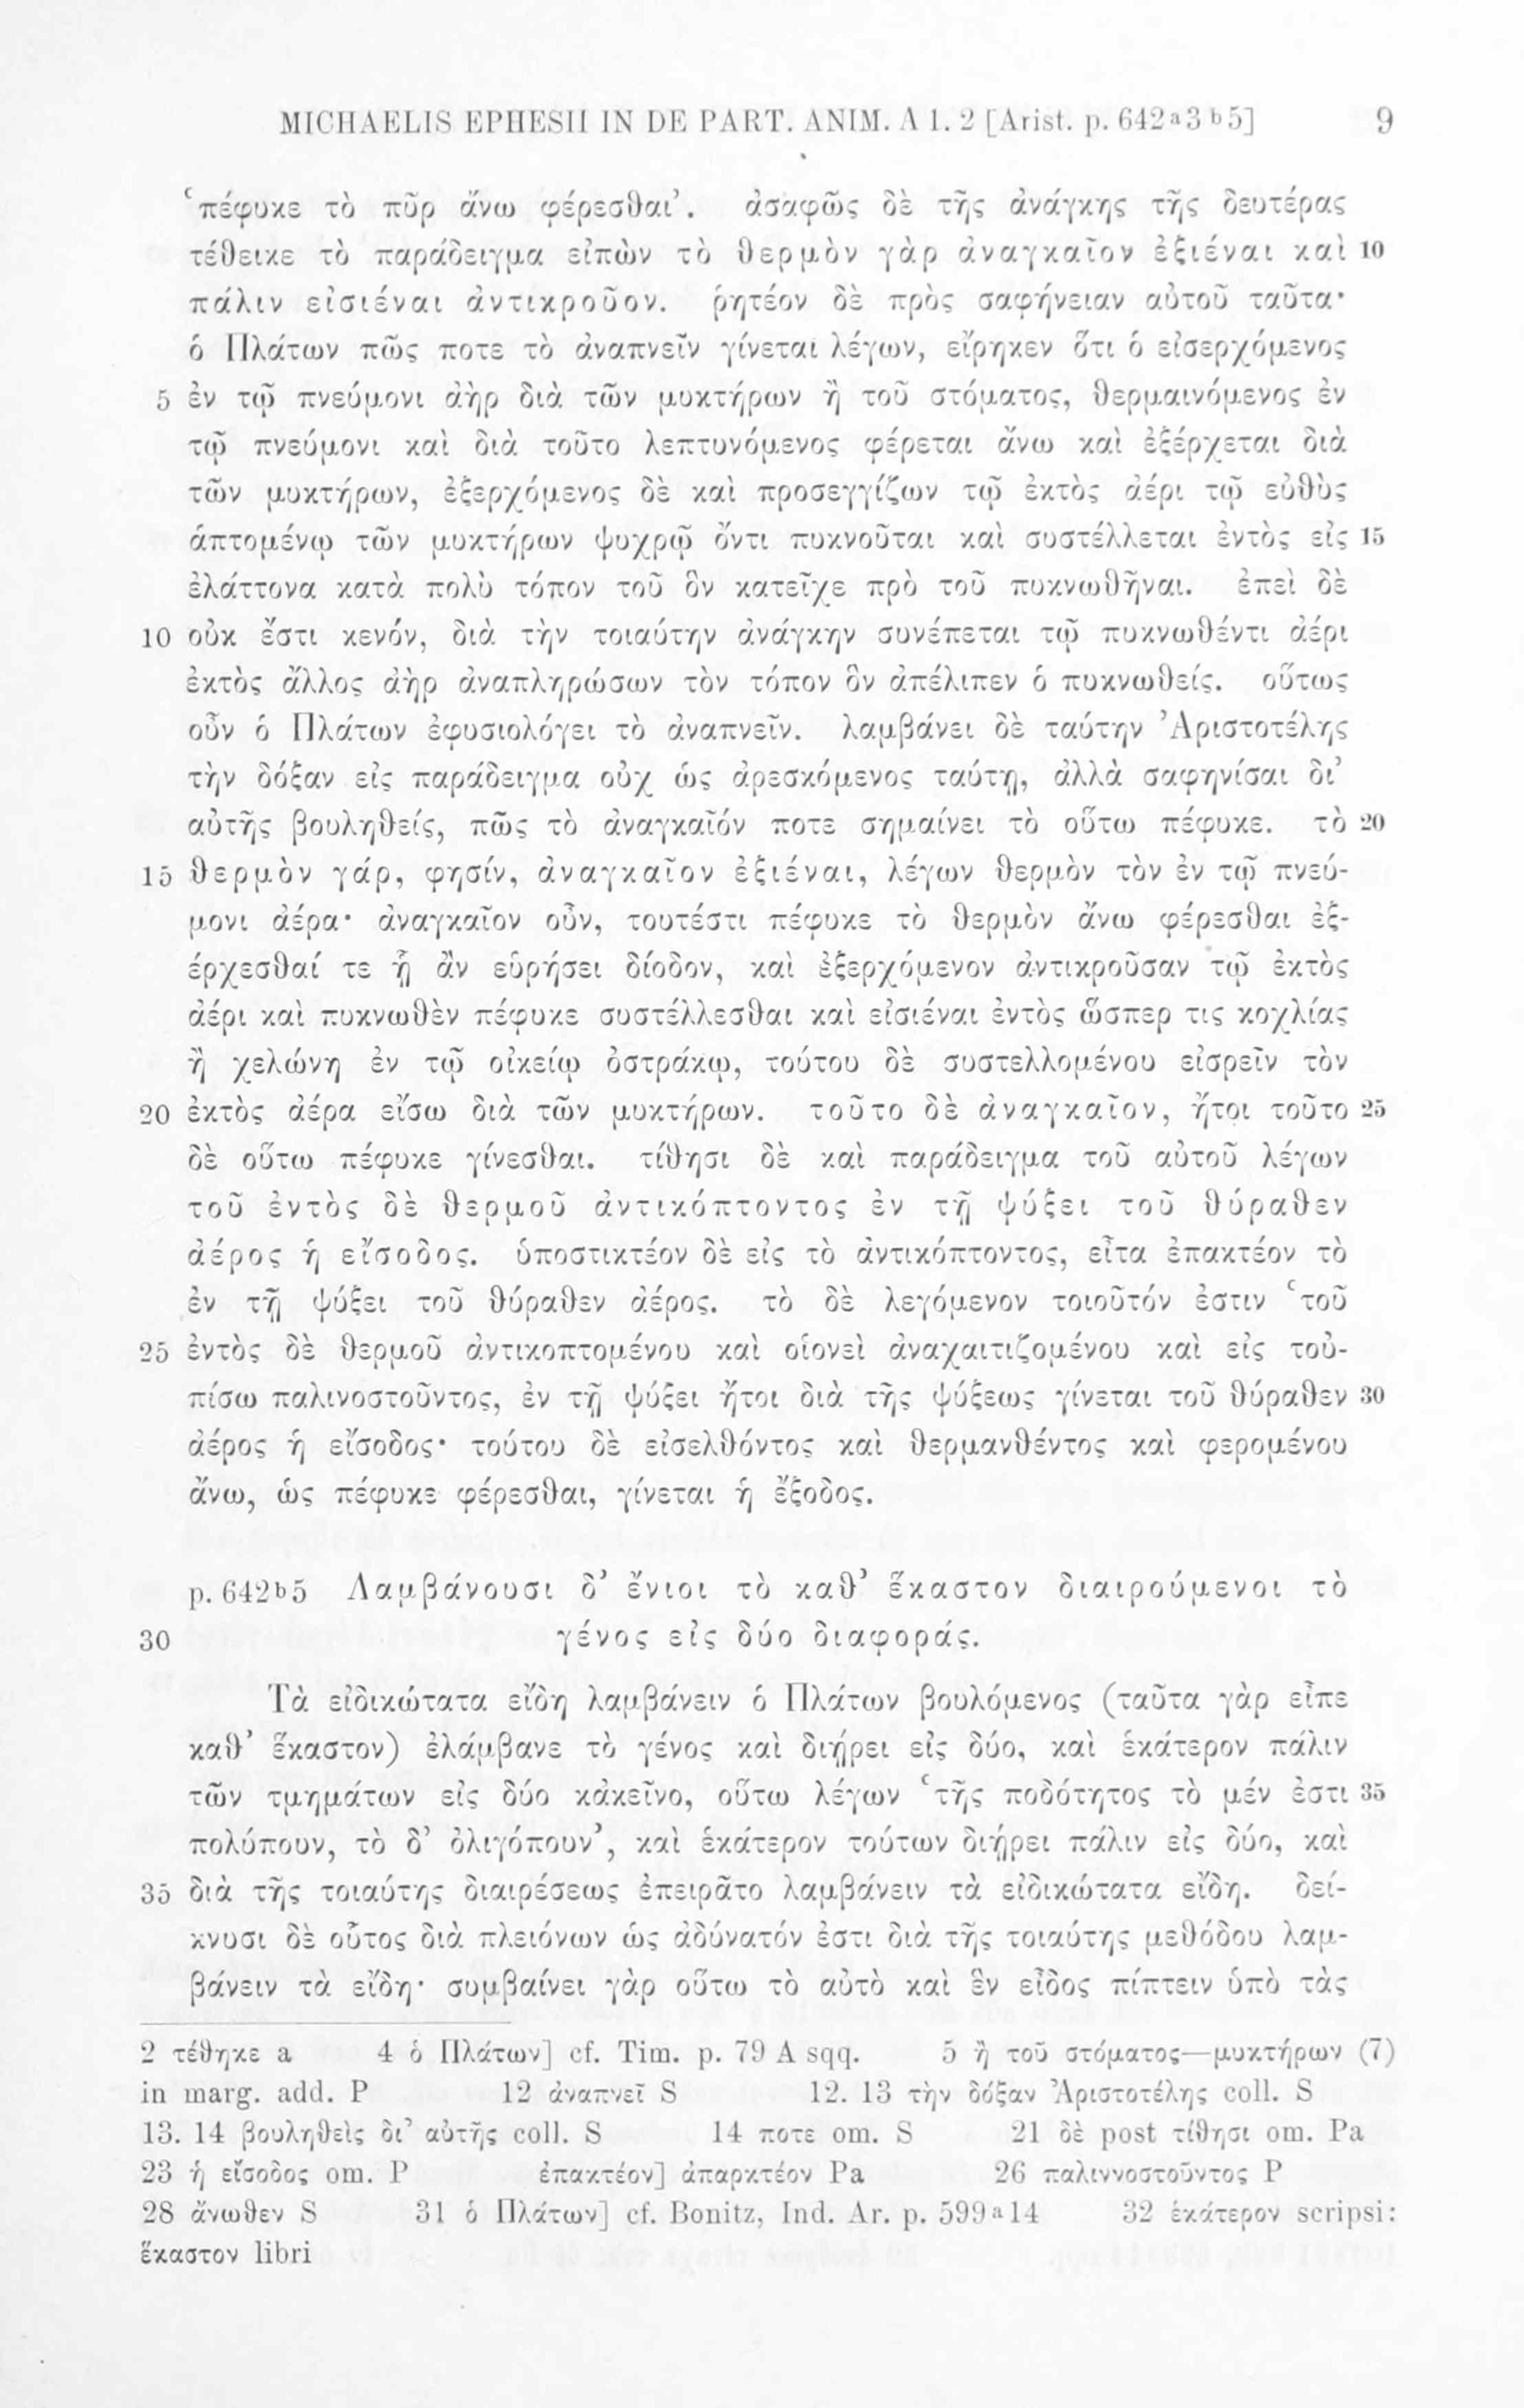 MICHAELIS EPHESII IN DE PART. ANIM. A 1. 2 [Arist. p. 642ᵃ3 ᵇ5] 9
‘πέφυκε τὸ πῦρ ἄνω φέρεσθαι’. ἀσαφῶς δὲ τῆς ἀνάγκης τῆς δευτέρας
τέθεικε τὸ παράδειγμα εἰπὼν τὸ θερμὸν γὰρ ἀναγκαῖον ἐξιέναι καὶ 10
πάλιν εἰσιέναι ἀντικροῦον. ῥητέον δὲ πρὸς σαφήνειαν αὐτοῦ ταῦτα·
ὁ Πλάτων πῶς ποτε τὸ ἀναπνεῖν γίνεται λέγων, εἴρηκεν ὅτι ὁ εἰσερχόμενος
5 ἐν τῷ πνεύμονι ἀὴρ διὰ τῶν μυκτήρων ἢ τοῦ στόματος, θερμαινόμενος ἐν
τῷ πνεύμονι καὶ διὰ τοῦτο λεπτυνόμενος φέρεται ἄνω καὶ ἐξέρχεται διὰ
τῶν μυκτήρων, ἐξερχόμενος δὲ καὶ προσεγγίζων τῷ ἐκτὸς ἀέρι τῷ εὐθὺς
ἁπτομένῳ τῶν μυκτήρων ψυχρῷ ὄντι πυκνοῦται καὶ συστέλλεται ἐντὸς εἰς 15
ἐλάττονα κατὰ πολὺ τόπον τοῦ ὃν κατεῖχε πρὸ τοῦ πυκνωθῆναι. ἐπεὶ δὲ
10 οὐκ ἔστι κενόν, διὰ τὴν τοιαύτην ἀνάγκην συνέπεται τῷ πυκνωθέντι ἀέρι
ἐκτὸς ἄλλος ἀὴρ ἀναπληρώσων τὸν τόπον ὃν ἀπέλιπεν ὁ πυκνωθείς. οὕτως
οὖν ὁ Πλάτων ἐφυσιολόγει τὸ ἀναπνεῖν. λαμβάνει δὲ ταύτην Ἀριστοτέλης
τὴν δόξαν εἰς παράδειγμα οὐχ ὡς ἀρεσκόμενος ταύτῃ, ἀλλὰ σαφηνίσαι δι’
αὐτῆς βουληθείς, πῶς τὸ ἀναγκαῖόν ποτε σημαίνει τὸ οὕτω πέφυκε. τὸ 20
15 θερμὸν γάρ, φησίν, ἀναγκαῖον ἐξιέναι, λέγων θερμὸν τὸν ἐν τῷ πνεύ-
μονι ἀέρα· ἀναγκαῖον οὖν, τουτέστι πέφυκε τὸ θερμὸν ἄνω φέρεσθαι ἐξ-
έρχεσθαί τε ᾗ ἂν εὑρήσει δίοδον, καὶ ἐξερχόμενον ἀντικροῦσαν τῷ ἐκτὸς
ἀέρι καὶ πυκνωθὲν πέφυκε συστέλλεσθαι καὶ εἰσιέναι ἐντὸς ὥσπερ τις κοχλίας
ἢ χελώνη ἐν τῷ οἰκείῳ ὀστράκῳ, τούτου δὲ συστελλομένου εἰσρεῖν τὸν
20 ἐκτὸς ἀέρα εἴσω διὰ τῶν μυκτήρων. τοῦτο δὲ ἀναγκαῖον, ἤτοι τοῦτο 25
δὲ οὕτω πέφυκε γίνεσθαι. τίθησι δὲ καὶ παράδειγμα τοῦ αὐτοῦ λέγων
τοῦ ἐντὸς δὲ θερμοῦ ἀντικόπτοντος ἐν τῇ ψύξει τοῦ θύραθεν
ἀέρος ἡ εἴσοδος. ὑποστικτέον δὲ εἰς τὸ ἀντικόπτοντος, εἶτα ἐπακτέον τὸ
ἐν τῇ ψύξει τοῦ θύραθεν ἀέρος. τὸ δὲ λεγόμενον τοιοῦτόν ἐστιν ‘τοῦ
25 ἐντὸς δὲ θερμοῦ ἀντικοπτομένου καὶ οἱονεὶ ἀναχαιτιζομένου καὶ εἰς τοὐ-
πίσω παλινοστοῦντος, ἐν τῇ ψύξει ἤτοι διὰ τῆς ψύξεως γίνεται τοῦ θύραθεν 30
ἀέρος ἡ εἴσοδος· τούτου δὲ εἰσελθόντος καὶ θερμανθέντος καὶ φερομένου
ἄνω, ὡς πέφυκε φέρεσθαι, γίνεται ἡ ἔξοδος.
p. 642ᵇ5 Λαμβάνουσι δ’ ἔνιοι τὸ καθ’ ἕκαστον διαιρούμενοι τὸ
30 γένος εἰς δύο διαφοράς.
Τὰ εἰδικώτατα εἴδη λαμβάνειν ὁ Πλάτων βουλόμενος (ταῦτα γὰρ εἶπε
καθ’ ἕκαστον) ἐλάμβανε τὸ γένος καὶ διῄρει εἰς δύο, καὶ ἑκάτερον πάλιν
τῶν τμημάτων εἰς δύο κἀκεῖνο, οὕτω λέγων ‘τῆς ποδότητος τὸ μέν ἐστι 35
πολύπουν, τὸ δ’ ὀλιγόπουν’, καὶ ἑκάτερον τούτων διῄρει πάλιν εἰς δύο, καὶ
35 διὰ τῆς τοιαύτης διαιρέσεως ἐπειρᾶτο λαμβάνειν τὰ εἰδικώτατα εἴδη. δεί-
κνυσι δὲ οὗτος διὰ πλειόνων ὡς ἀδύνατόν ἐστι διὰ τῆς τοιαύτης μεθόδου λαμ-
βάνειν τὰ εἴδη· συμβαίνει γὰρ οὕτω τὸ αὐτὸ καὶ ἓν εἶδος πίπτειν ὑπὸ τὰς
2 τέθηκε a 4 ὁ Πλάτων] cf. Tim. p. 79 A sqq. 5 ἢ τοῦ στόματος—μυκτήρων (7)
in marg. add. P 12 ἀναπνεῖ S 12. 13 τὴν δόξαν Ἀριστοτέλης coll. S
13. 14 βουληθεὶς δι’ αὐτῆς coll. S 14 ποτε om. S 21 δὲ post τίθησι om. Pa
23 ἡ εἴσοδος om. P ἐπακτέον] ἀπαρκτέον Pa 26 παλιννοστοῦντος P
28 ἄνωθεν S 31 ὁ Πλάτων] cf. Bonitz, Ind. Ar. p. 599ᵃ14 32 ἑκάτερον scripsi:
ἕκαστον libri